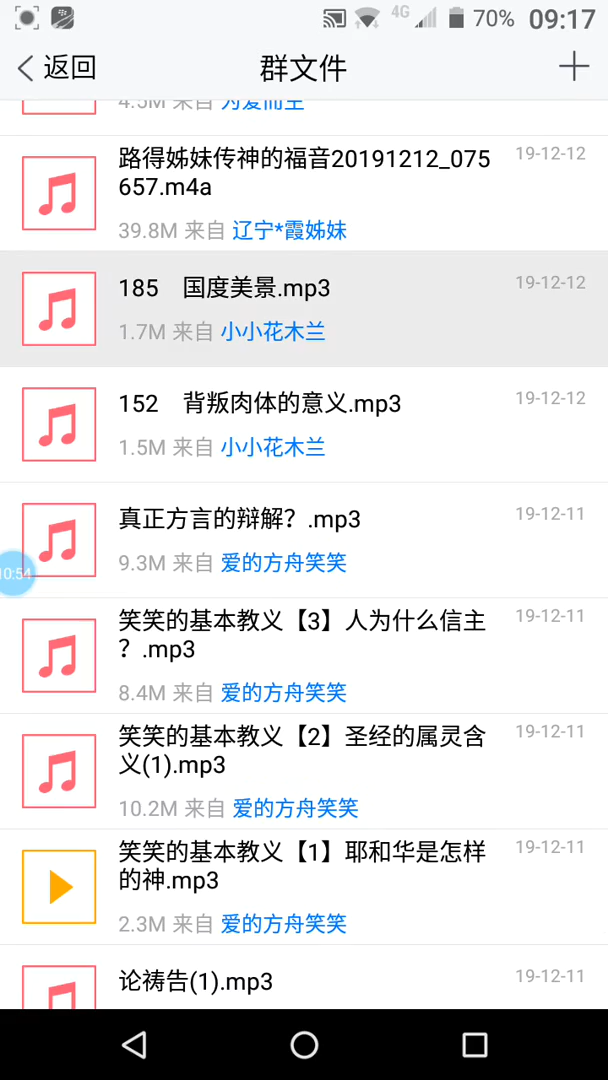 4G 70% 09:17
返回 群文件
4.5M 来自 为爱而生
路得姊妹传神的福音20191212_075 19-12-12
657.m4a
39.8M 来自 辽宁*霞姊妹
185 国度美景.mp3 19-12-12
1.7M 来自 小小花木兰
152 背叛肉体的意义.mp3 19-12-12
1.5M 来自 小小花木兰
真正方言的辩解？.mp3 19-12-11
9.3M 来自 爱的方舟笑笑
10:54
笑笑的基本教义【3】人为什么信主 19-12-11
？.mp3
8.4M 来自 爱的方舟笑笑
笑笑的基本教义【2】圣经的属灵含 19-12-11
义(1).mp3
10.2M 来自 爱的方舟笑笑
笑笑的基本教义【1】耶和华是怎样 19-12-11
的神.mp3
2.3M 来自 爱的方舟笑笑
论祷告(1).mp3 19-12-11